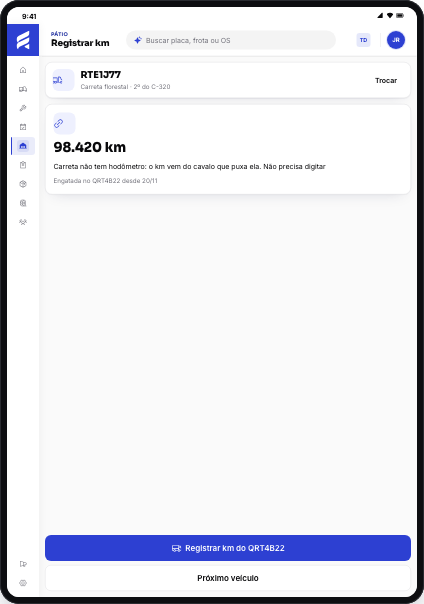 9:41
PÁTIO
Registrar km
Buscar placa, frota ou OS
TD
JR
RTE1J77
Carreta florestal · 2º do C-320
Trocar
98.420 km
Carreta não tem hodômetro: o km vem do cavalo que puxa ela. Não precisa digitar
Engatada no QRT4B22 desde 20/11
Registrar km do QRT4B22
Próximo veículo